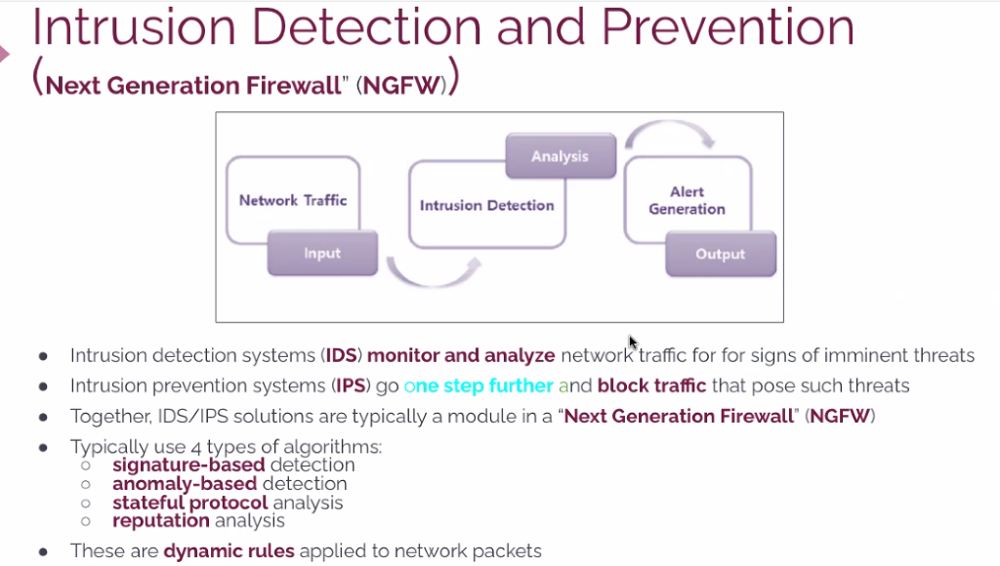 Intrusion Detection and Prevention
(Next Generation Firewall” (NGFW))
Analysis
Network Traffic
Intrusion Detection
Alert
Generation
Input
Output
● Intrusion detection systems (IDS) monitor and analyze network traffic for for signs of imminent threats
● Intrusion prevention systems (IPS) go one step further and block traffic that pose such threats
● Together, IDS/IPS solutions are typically a module in a “Next Generation Firewall” (NGFW)
● Typically use 4 types of algorithms:
○ signature-based detection
○ anomaly-based detection
○ stateful protocol analysis
○ reputation analysis
● These are dynamic rules applied to network packets